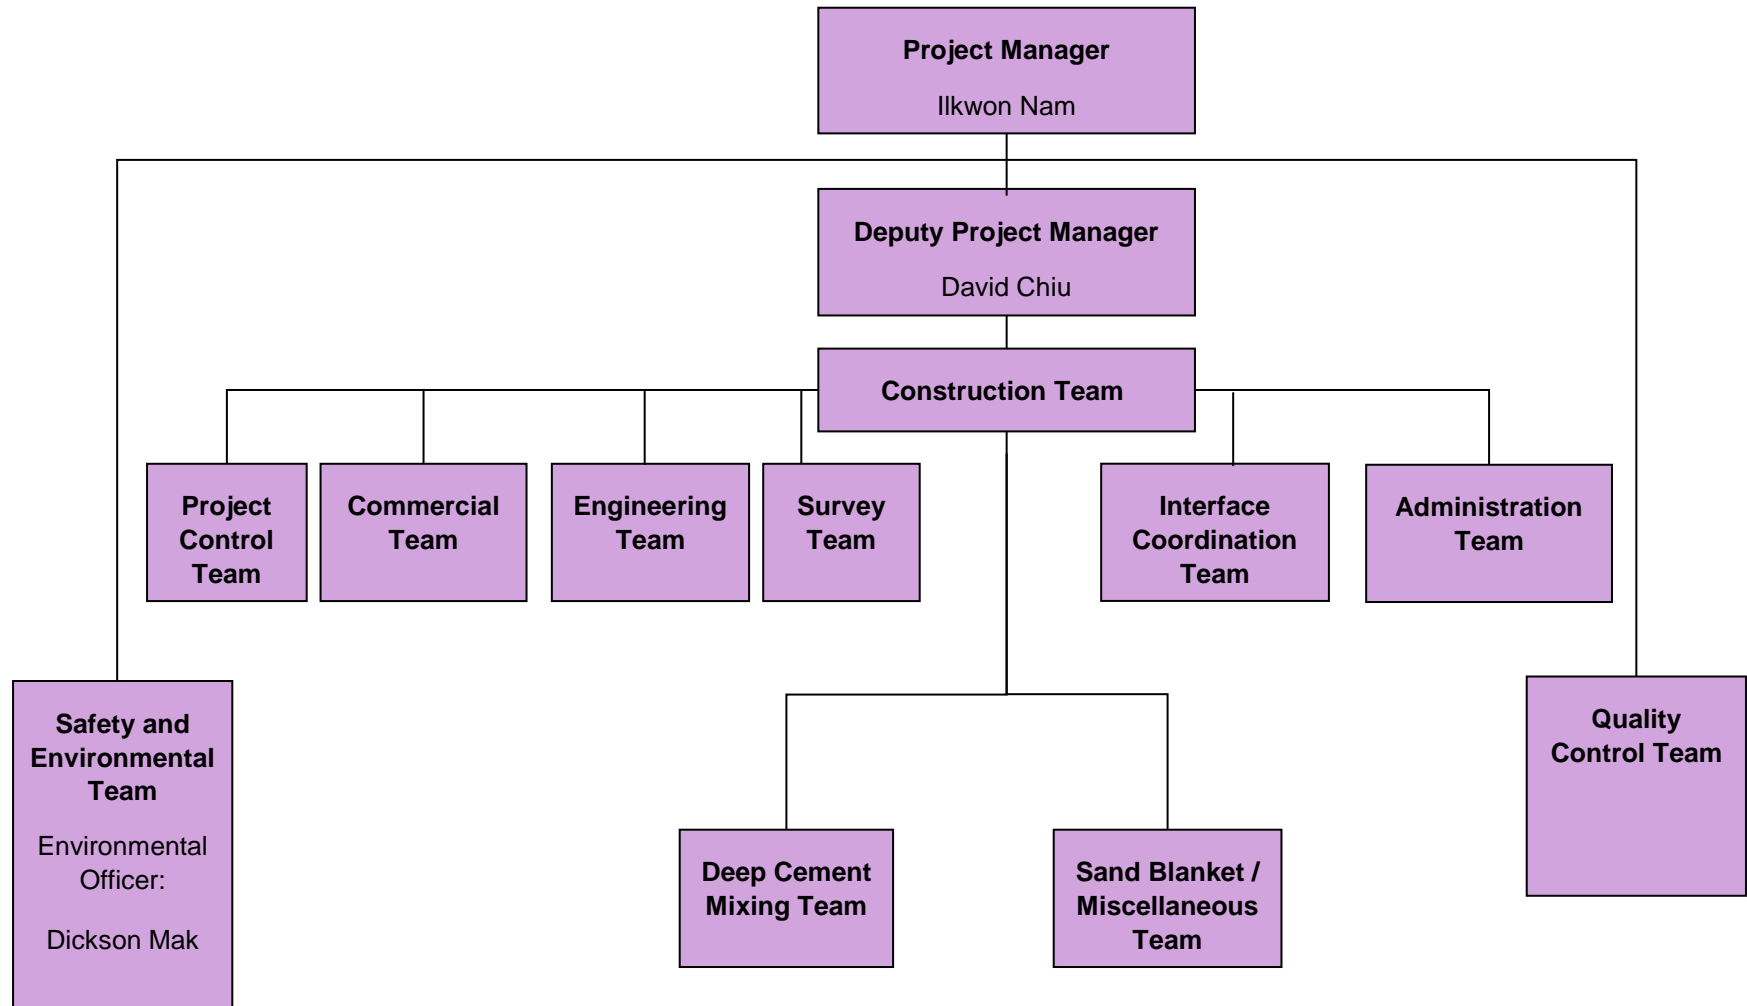 Project Manager
Ilkwon Nam
Deputy Project Manager
David Chiu
Construction Team
Project
Control
Team
Commercial
Team
Engineering
Team
Survey
Team
Interface
Coordination
Team
Administration
Team
Safety and
Environmental
Team
Environmental
Officer:
Dickson Mak
Quality
Control Team
Deep Cement
Mixing Team
Sand Blanket /
Miscellaneous
Team